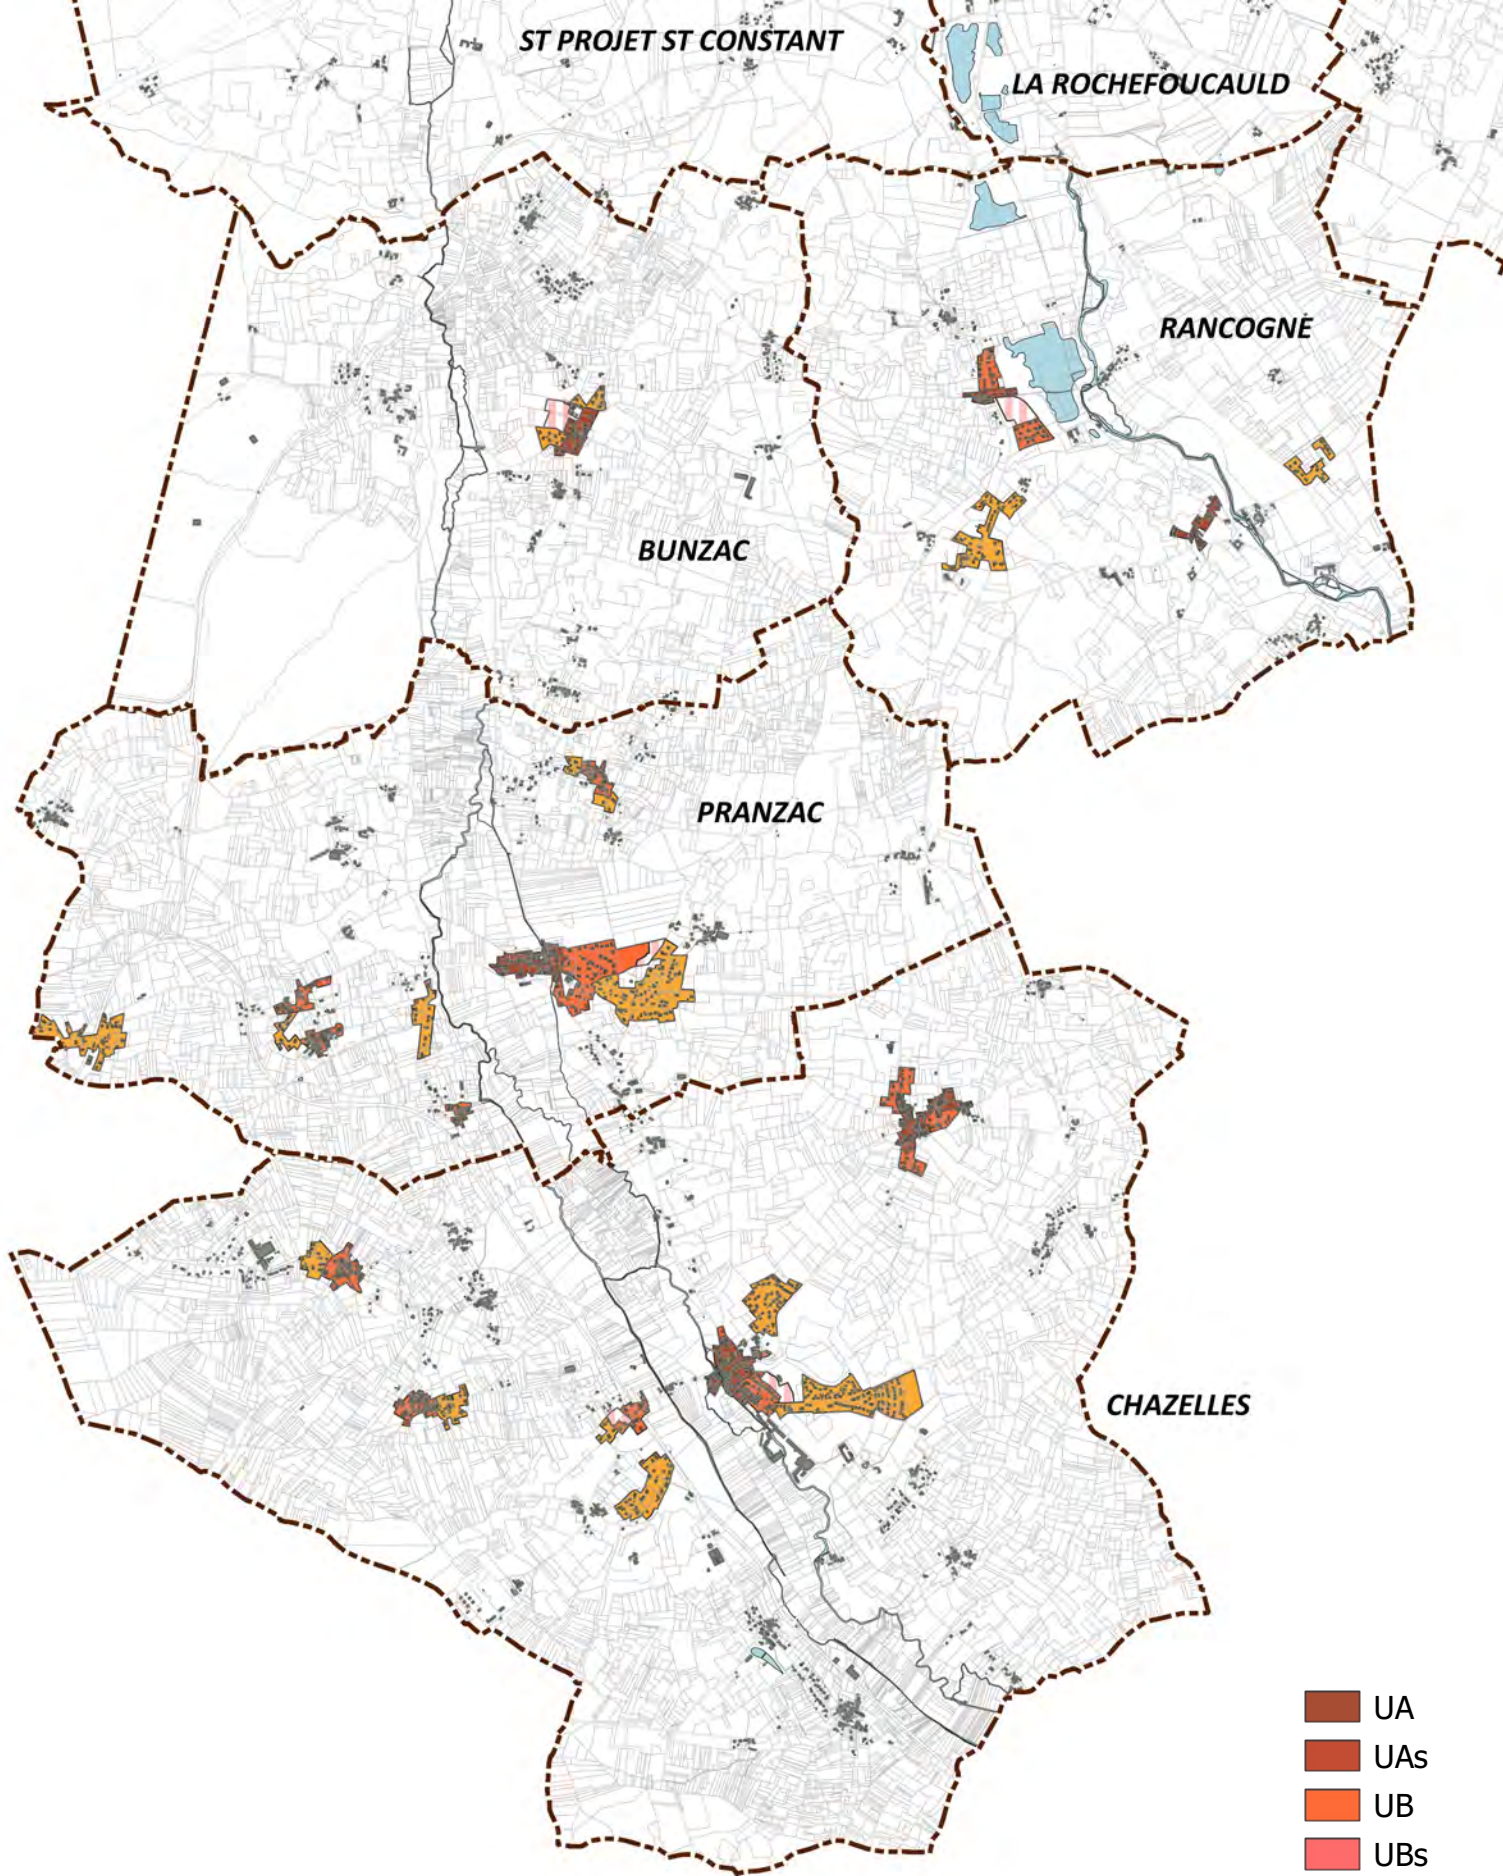 ST PROJET ST CONSTANT
LA ROCHEFOUCAULD
RANCOGNE
BUNZAC
PRANZAC
CHAZELLES
UA
UAs
UB
UBs